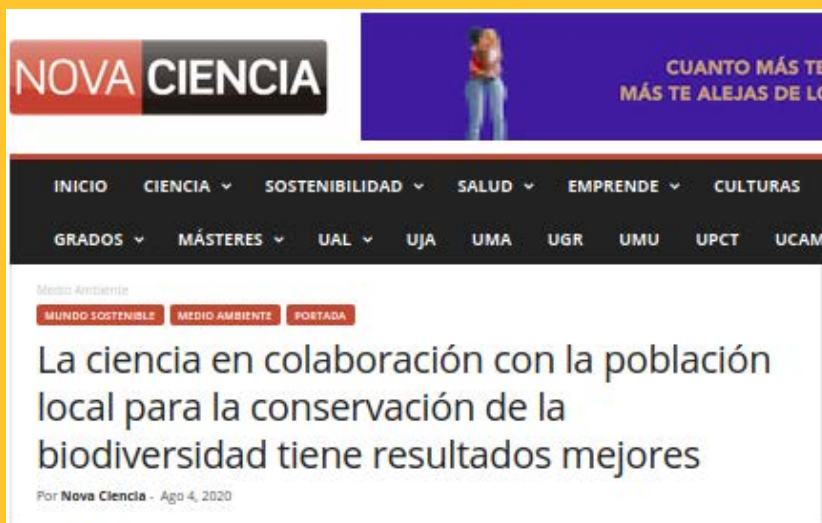 NOVA CIENCIA
CUANTO MÁS TE
MÁS TE ALEJAS DE LO
INICIO CIENCIA SOSTENIBILIDAD SALUD EMPRENDE CULTURAS
GRADOS MÁSTERES UAL UJA UMA UGR UMU UPCT UCAM
Medio Ambiente
MUNDO SOSTENIBLE MEDIO AMBIENTE PORTADA
La ciencia en colaboración con la población
local para la conservación de la
biodiversidad tiene resultados mejores
Por Nova Ciencia - Ago 4, 2020